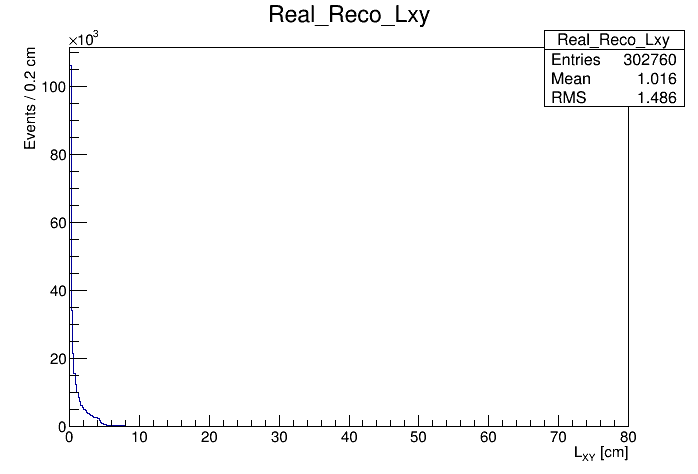 Real_Reco_Lxy
×10³
Real_Reco_Lxy
Entries 302760
Mean 1.016
RMS 1.486
Events / 0.2 cm
100
80
60
40
20
0
0 10 20 30 40 50 60 70 80
L_XY [cm]